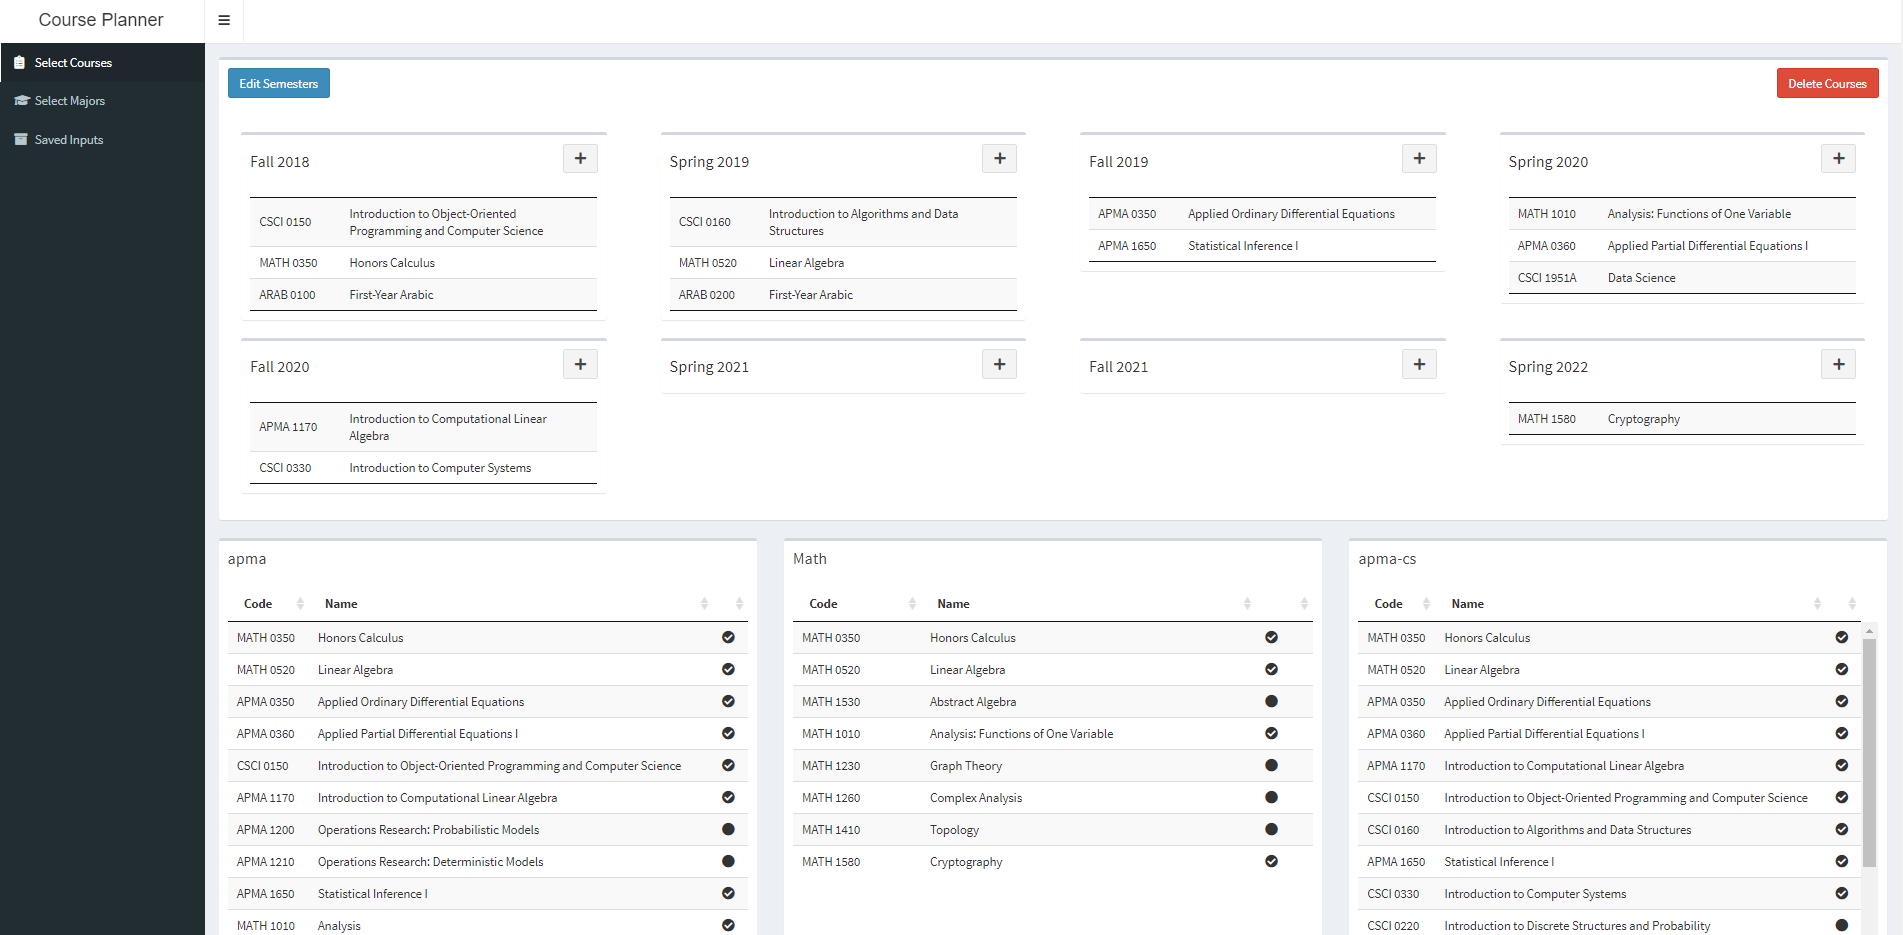 Course Planner
Select Courses
Select Majors
Saved Inputs
Edit Semesters
Delete Courses
Fall 2018
CSCI 0150 Introduction to Object-Oriented
Programming and Computer Science
MATH 0350 Honors Calculus
ARAB 0100 First-Year Arabic
Spring 2019
CSCI 0160 Introduction to Algorithms and Data
Structures
MATH 0520 Linear Algebra
ARAB 0200 First-Year Arabic
Fall 2019
APMA 0350 Applied Ordinary Differential Equations
APMA 1650 Statistical Inference I
Spring 2020
MATH 1010 Analysis: Functions of One Variable
APMA 0360 Applied Partial Differential Equations I
CSCI 1951A Data Science
Fall 2020
APMA 1170 Introduction to Computational Linear
Algebra
CSCI 0330 Introduction to Computer Systems
Spring 2021
Fall 2021
Spring 2022
MATH 1580 Cryptography
apma
Code Name
MATH 0350 Honors Calculus
MATH 0520 Linear Algebra
APMA 0350 Applied Ordinary Differential Equations
APMA 0360 Applied Partial Differential Equations I
CSCI 0150 Introduction to Object-Oriented Programming and Computer Science
APMA 1170 Introduction to Computational Linear Algebra
APMA 1200 Operations Research: Probabilistic Models
APMA 1210 Operations Research: Deterministic Models
APMA 1650 Statistical Inference I
MATH 1010 Analysis
Math
Code Name
MATH 0350 Honors Calculus
MATH 0520 Linear Algebra
MATH 1530 Abstract Algebra
MATH 1010 Analysis: Functions of One Variable
MATH 1230 Graph Theory
MATH 1260 Complex Analysis
MATH 1410 Topology
MATH 1580 Cryptography
apma-cs
Code Name
MATH 0350 Honors Calculus
MATH 0520 Linear Algebra
APMA 0350 Applied Ordinary Differential Equations
APMA 0360 Applied Partial Differential Equations I
APMA 1170 Introduction to Computational Linear Algebra
CSCI 0150 Introduction to Object-Oriented Programming and Computer Science
CSCI 0160 Introduction to Algorithms and Data Structures
APMA 1650 Statistical Inference I
CSCI 0330 Introduction to Computer Systems
CSCI 0220 Introduction to Discrete Structures and Probability